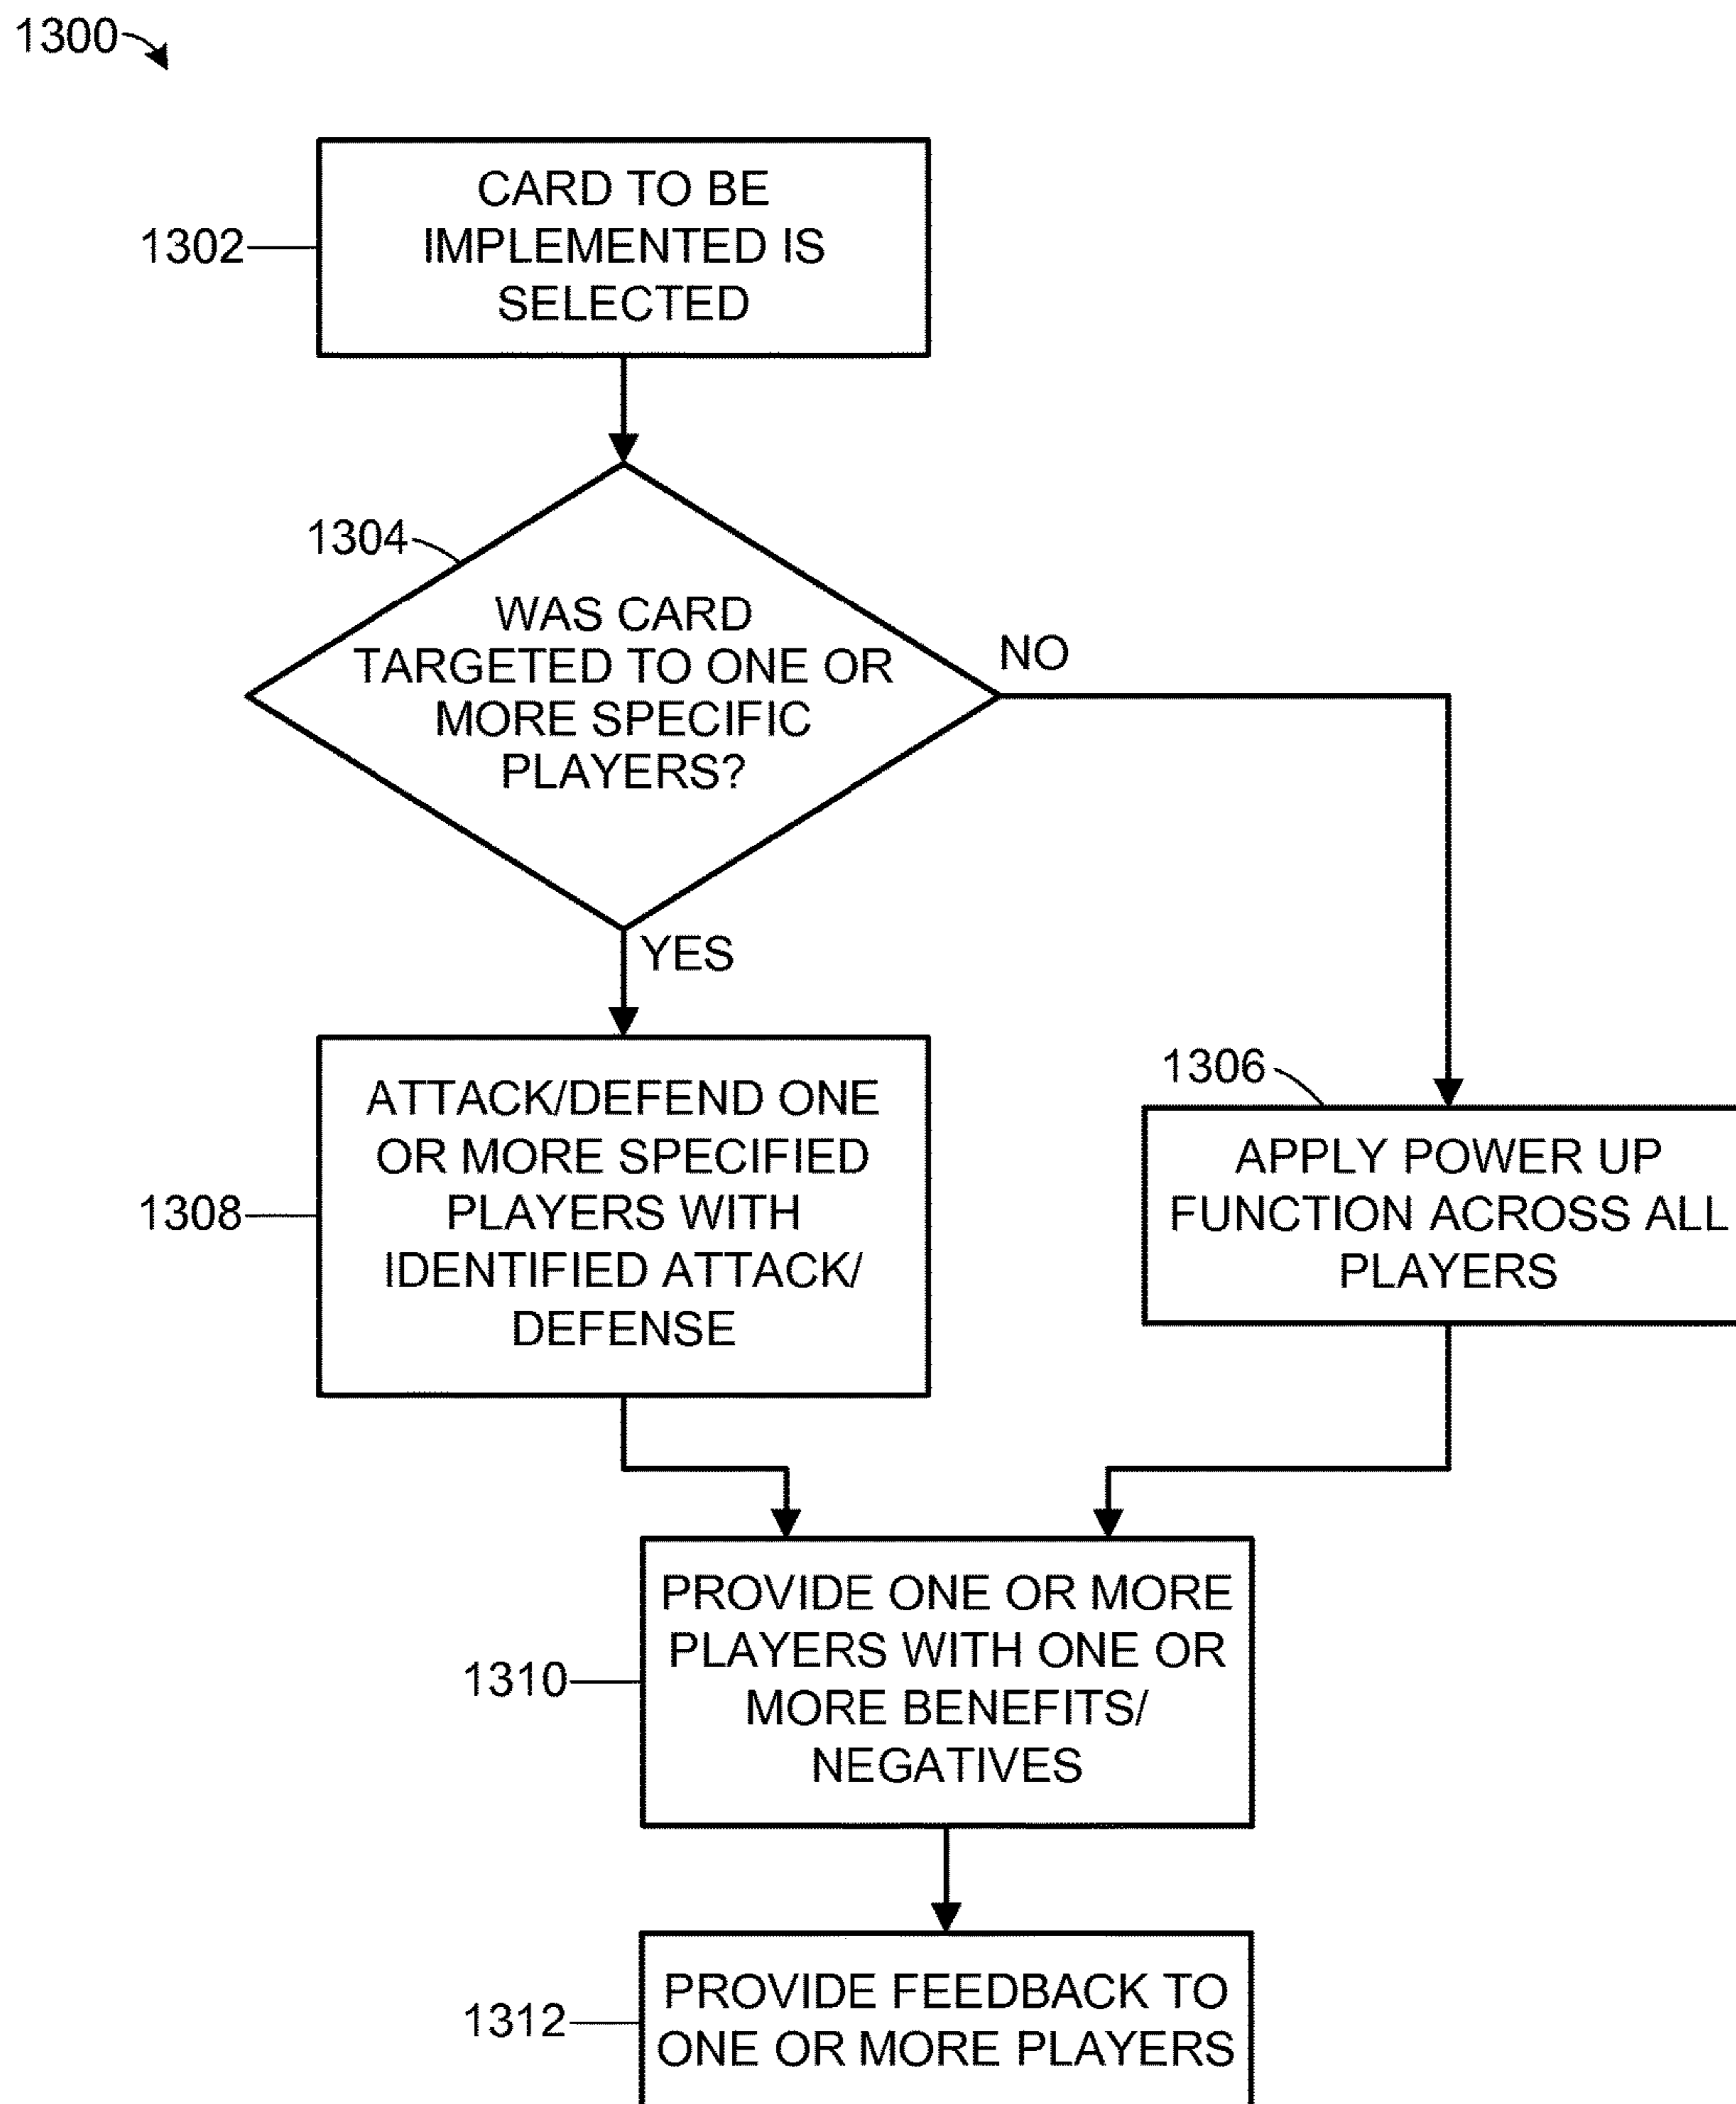 1300
CARD TO BE
IMPLEMENTED IS
SELECTED
1302
1304
WAS CARD
TARGETED TO ONE OR
MORE SPECIFIC
PLAYERS?
NO
YES
ATTACK/DEFEND ONE
OR MORE SPECIFIED
PLAYERS WITH
IDENTIFIED ATTACK/
DEFENSE
1308
1306
APPLY POWER UP
FUNCTION ACROSS ALL
PLAYERS
PROVIDE ONE OR MORE
PLAYERS WITH ONE OR
MORE BENEFITS/
NEGATIVES
1310
PROVIDE FEEDBACK TO
ONE OR MORE PLAYERS
1312